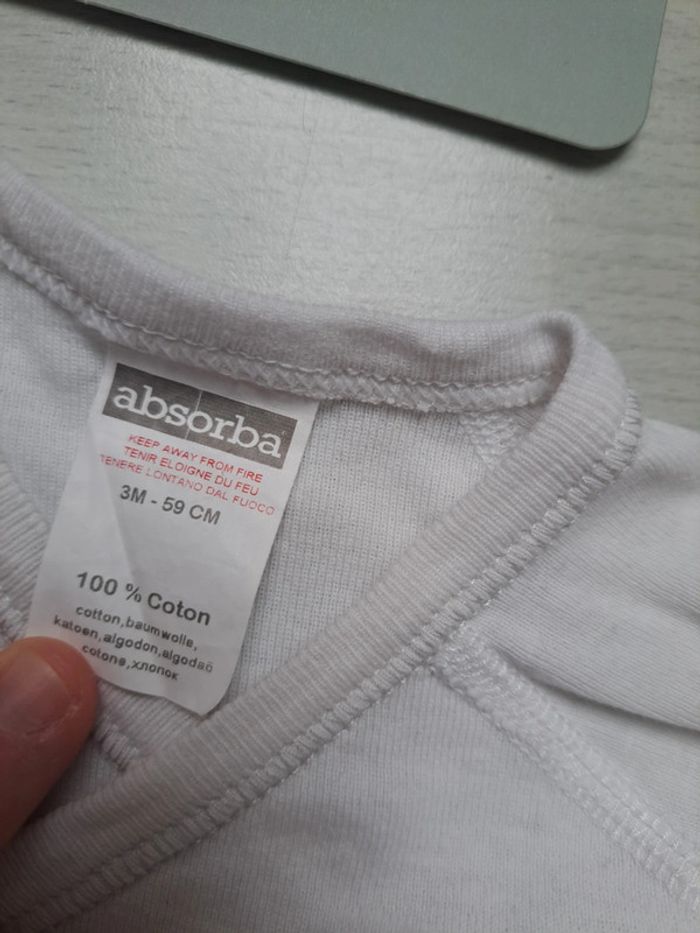 absorba
KEEP AWAY FROM FIRE
TENIR ELOIGNE DU FEU
TENERE LONTANO DAL FUOCO
3M - 59 CM
100 % Coton
cotton,baumwolle,
katoen,algodon,algodaб
cotone,хлопок